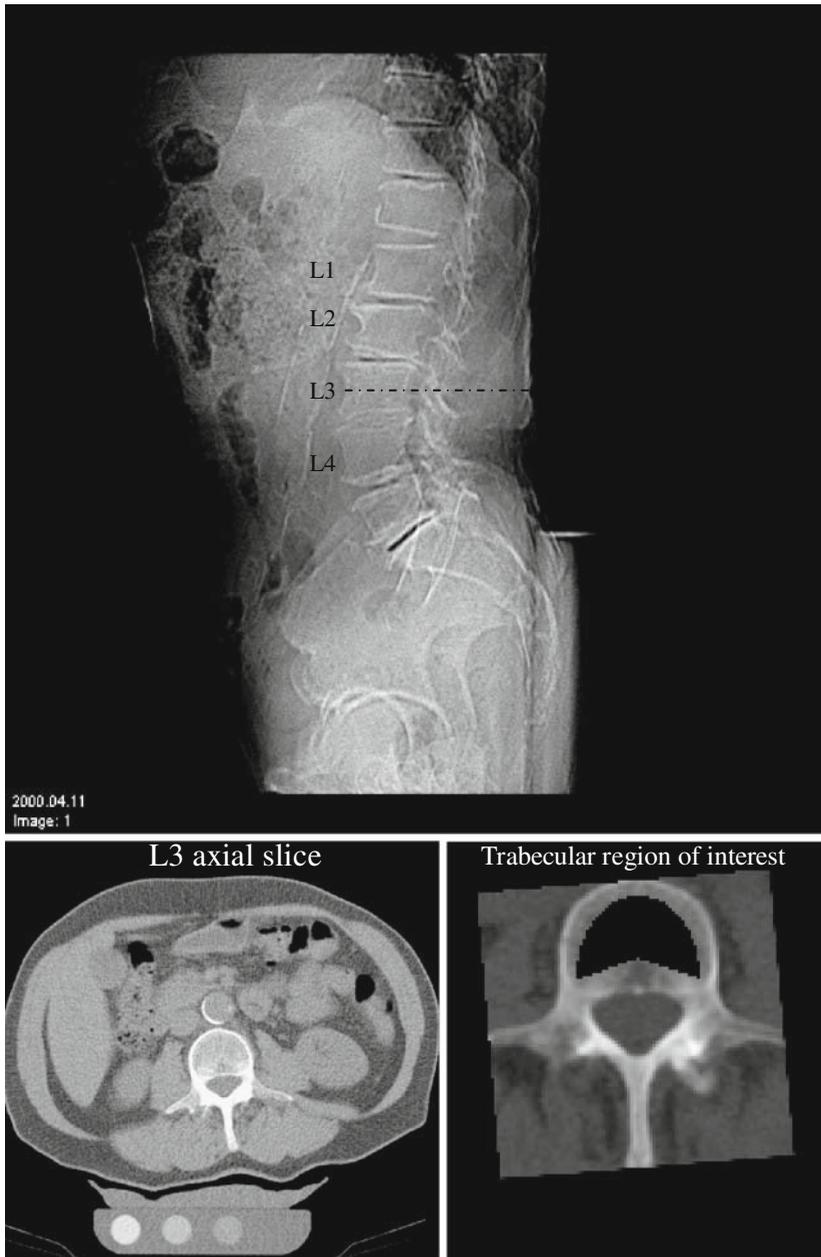 L1
L2
L3
L4
2000.04.11
Image: 1
L3 axial slice
Trabecular region of interest